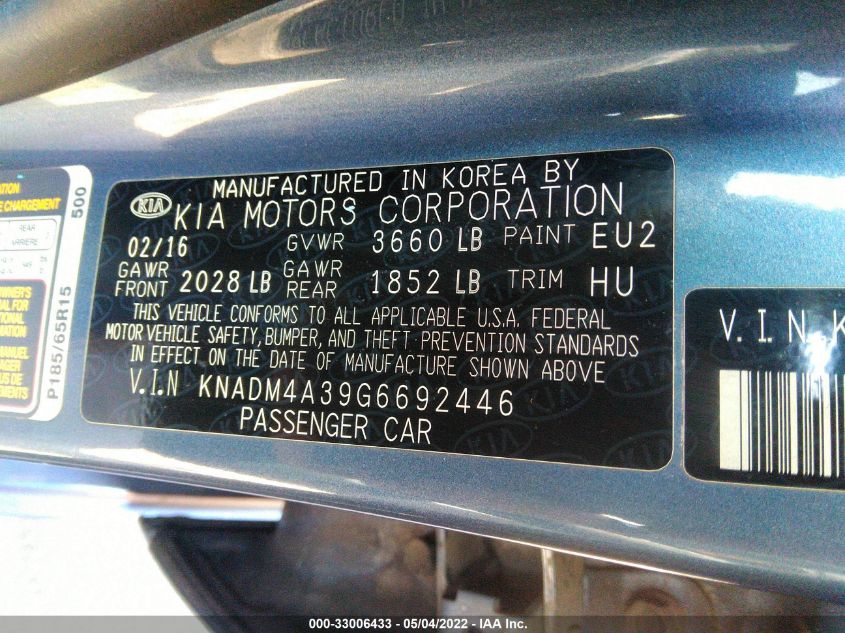 MANUFACTURED IN KOREA BY
KIA KIA MOTORS CORPORATION
02/16 GVWR 3660 LB PAINT EU2
GAWR FRONT 2028 LB GAWR REAR 1852 LB TRIM HU
THIS VEHICLE CONFORMS TO ALL APPLICABLE U.S.A. FEDERAL
MOTOR VEHICLE SAFETY, BUMPER, AND THEFT PREVENTION STANDARDS
IN EFFECT ON THE DATE OF MANUFACTURE SHOWN ABOVE
V.I.N KNADM4A39G6692446
PASSENGER CAR
CHARGEMENT
REAR
500
P185/65R15
V.I.N.K
000-33006433 - 05/04/2022 - IAA Inc.